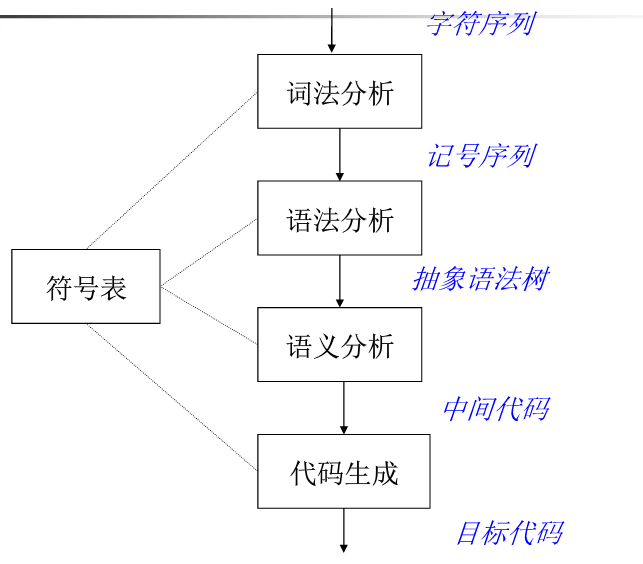 字符序列
词法分析
记号序列
语法分析
抽象语法树
符号表
语义分析
中间代码
代码生成
目标代码